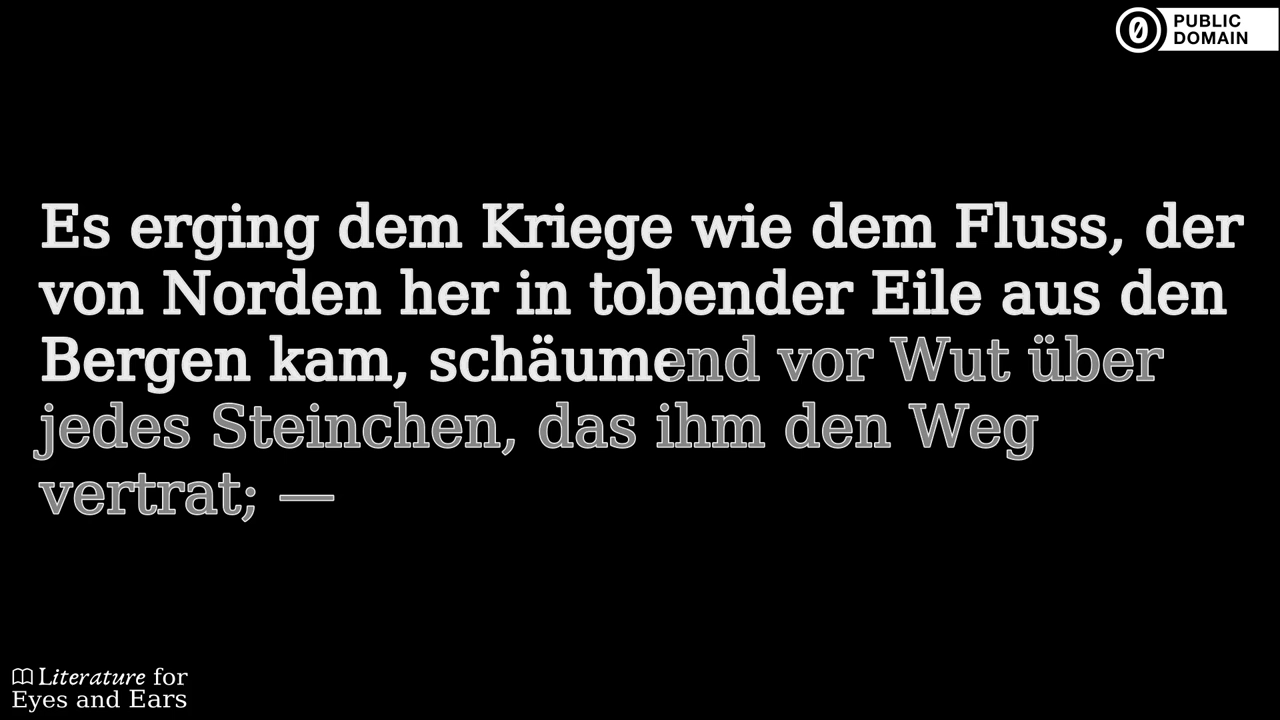 PUBLIC
DOMAIN
Es erging dem Kriege wie dem Fluss, der
von Norden her in tobender Eile aus den
Bergen kam, schäumend vor Wut über
jedes Steinchen, das ihm den Weg
vertrat; —
Literature for
Eyes and Ears